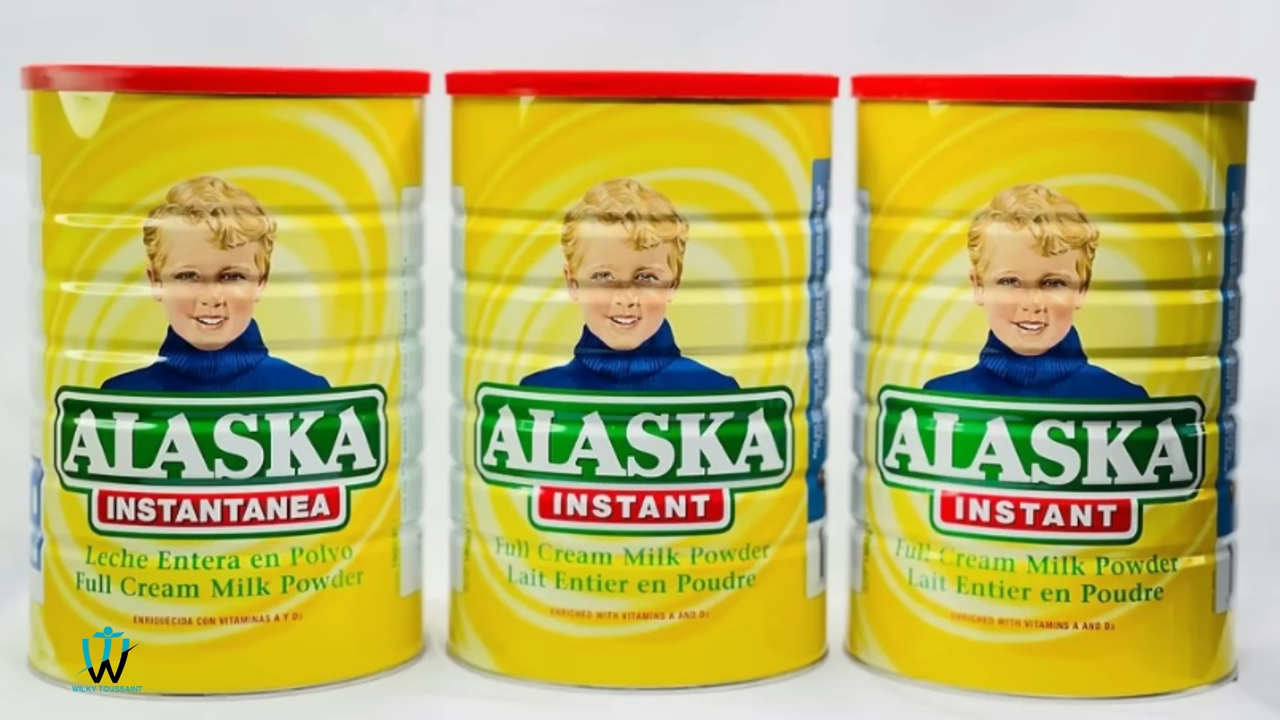 ALASKA
INSTANTANEA
Leche Entera en Polvo
Full Cream Milk Powder
ENRIQUECIDA CON VITAMINAS A Y D₃
ALASKA
INSTANT
Full Cream Milk Powder
Lait Entier en Poudre
ENRICHED WITH VITAMINS A AND D₃
ALASKA
INSTANT
Full Cream Milk Powder
Lait Entier en Poudre
ENRICHED WITH VITAMINS A AND D₃
W
WILKY TOUSSAINT